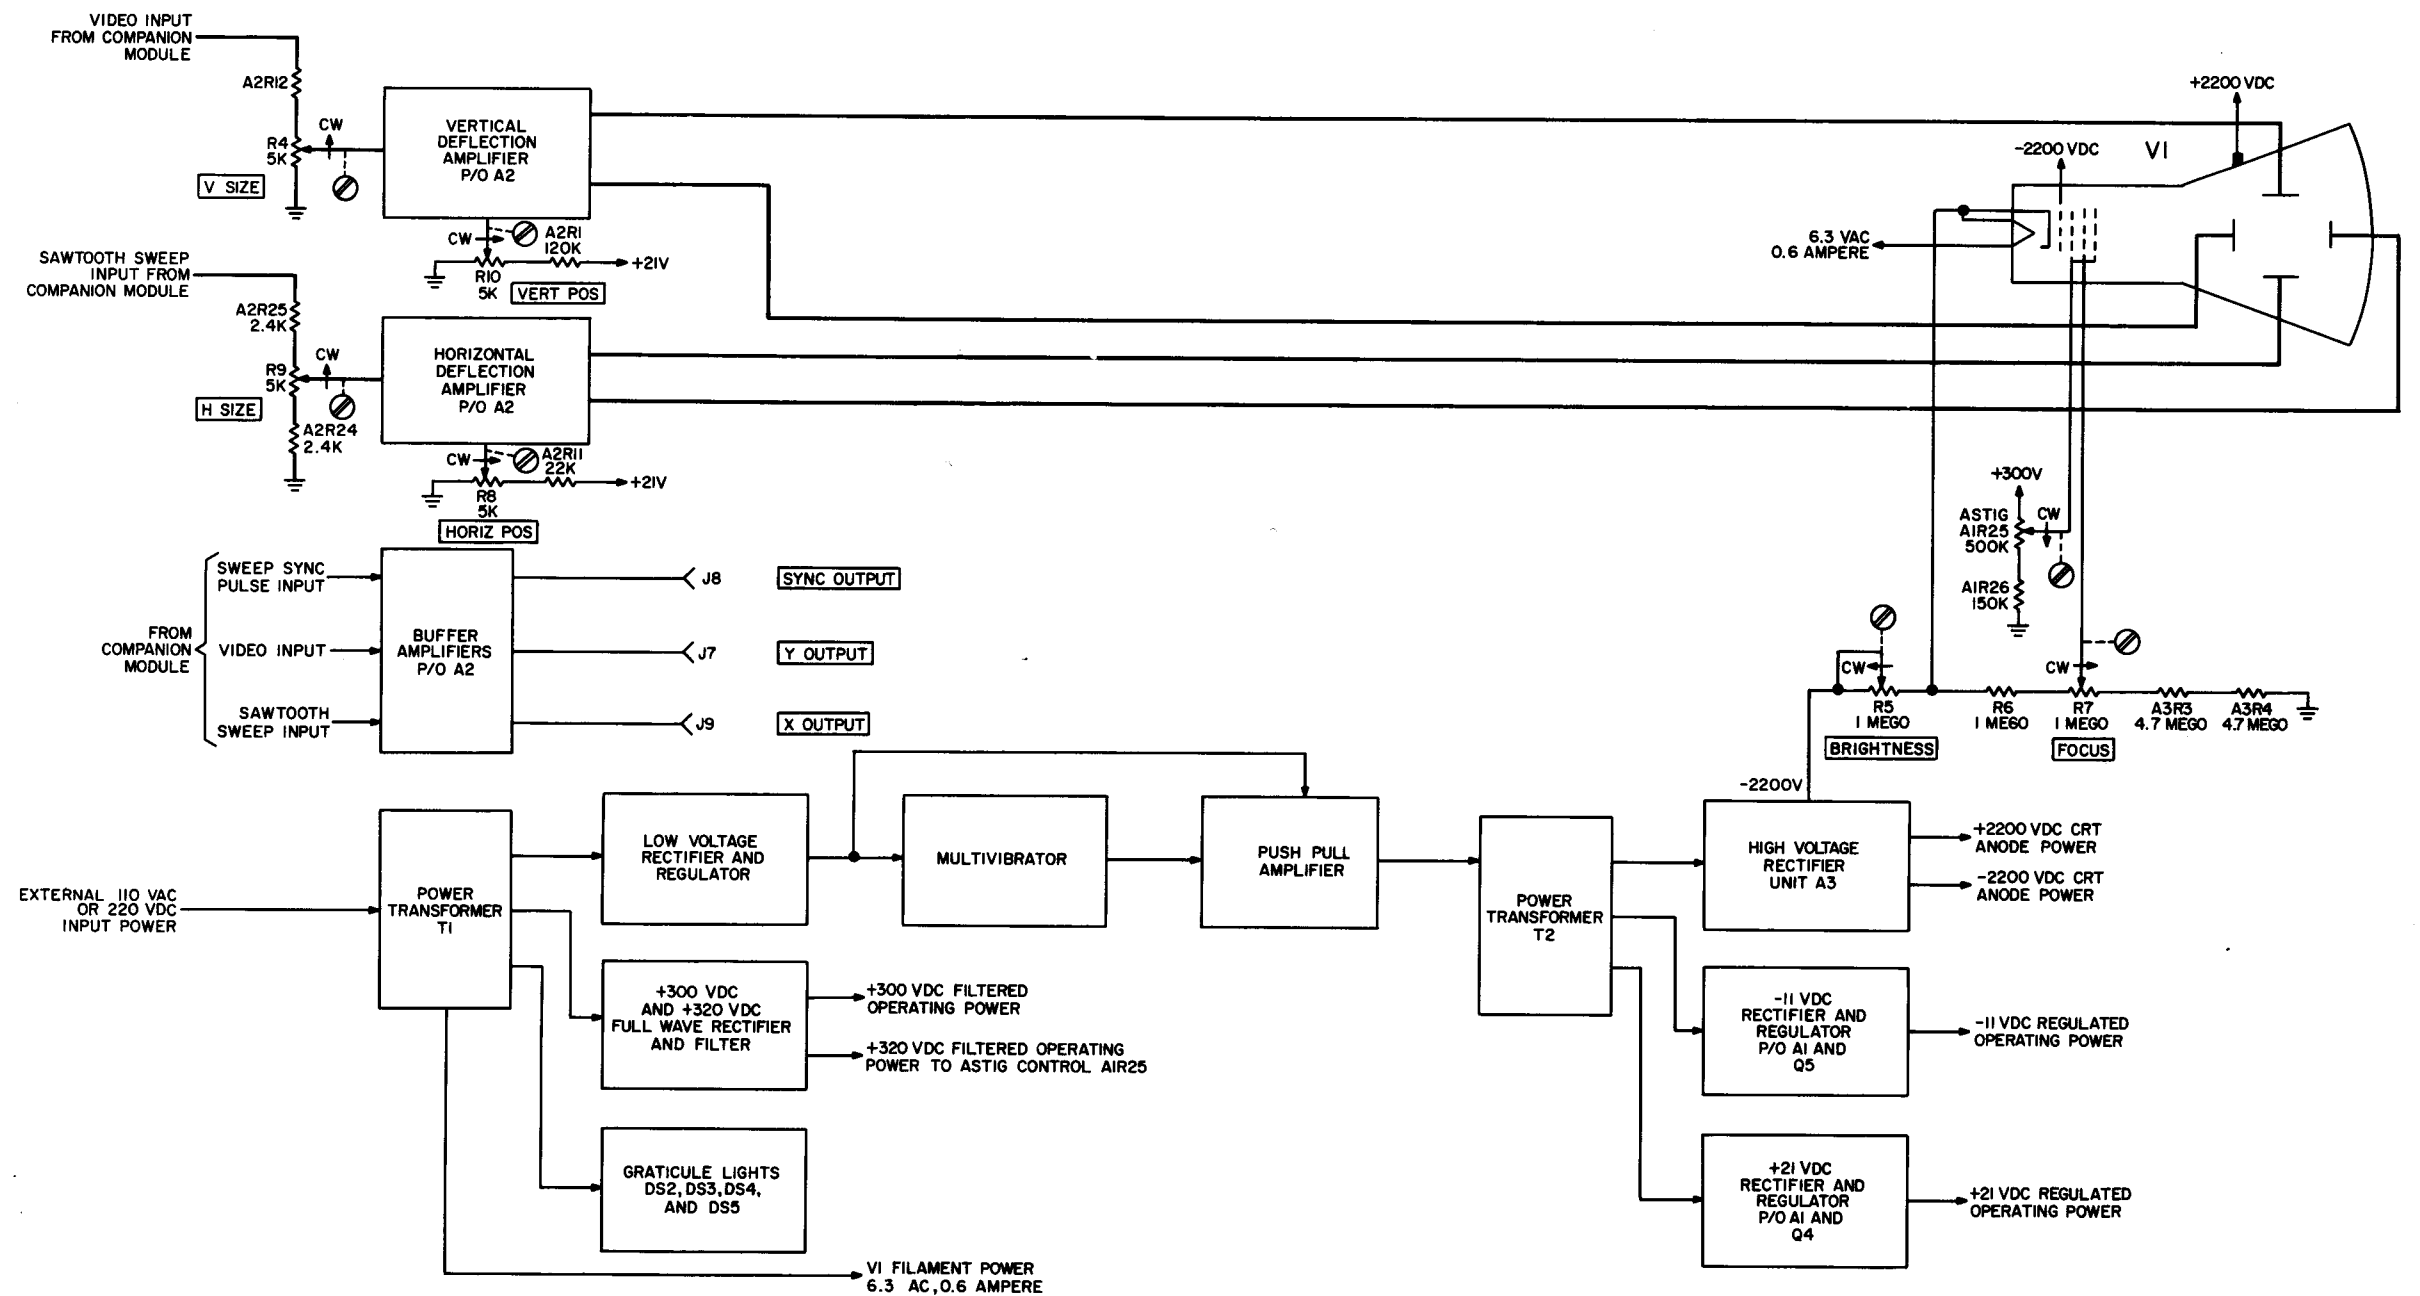 VIDEO INPUT
FROM COMPANION
MODULE
A2R12
CW
R4
5K
V SIZE
VERTICAL
DEFLECTION
AMPLIFIER
P/O A2
CW
A2R1
120K
+21V
R10
5K
VERT POS
SAWTOOTH SWEEP
INPUT FROM
COMPANION MODULE
A2R25
2.4K
CW
R9
5K
H SIZE
A2R24
2.4K
HORIZONTAL
DEFLECTION
AMPLIFIER
P/O A2
CW
A2R11
22K
+21V
R8
5K
HORIZ POS
+2200 VDC
-2200 VDC
V1
6.3 VAC
0.6 AMPERE
+300V
ASTIG
A1R25
500K
CW
A1R26
150K
FROM
COMPANION
MODULE
SWEEP SYNC
PULSE INPUT
VIDEO INPUT
SAWTOOTH
SWEEP INPUT
BUFFER
AMPLIFIERS
P/O A2
J8
SYNC OUTPUT
J7
Y OUTPUT
J9
X OUTPUT
CW
R5
1 MEGO
BRIGHTNESS
R6
1 MEGO
CW
R7
1 MEGO
FOCUS
A3R3
4.7 MEGO
A3R4
4.7 MEGO
-2200V
EXTERNAL 110 VAC
OR 220 VDC
INPUT POWER
POWER
TRANSFORMER
T1
LOW VOLTAGE
RECTIFIER AND
REGULATOR
MULTIVIBRATOR
PUSH PULL
AMPLIFIER
POWER
TRANSFORMER
T2
HIGH VOLTAGE
RECTIFIER
UNIT A3
+2200 VDC CRT
ANODE POWER
-2200 VDC CRT
ANODE POWER
+300 VDC
AND +320 VDC
FULL WAVE RECTIFIER
AND FILTER
+300 VDC FILTERED
OPERATING POWER
+320 VDC FILTERED OPERATING
POWER TO ASTIG CONTROL A1R25
-11 VDC
RECTIFIER AND
REGULATOR
P/O A1 AND
Q5
-11 VDC REGULATED
OPERATING POWER
GRATICULE LIGHTS
DS2, DS3, DS4,
AND DS5
+21 VDC
RECTIFIER AND
REGULATOR
P/O A1 AND
Q4
+21 VDC REGULATED
OPERATING POWER
V1 FILAMENT POWER
6.3 AC, 0.6 AMPERE